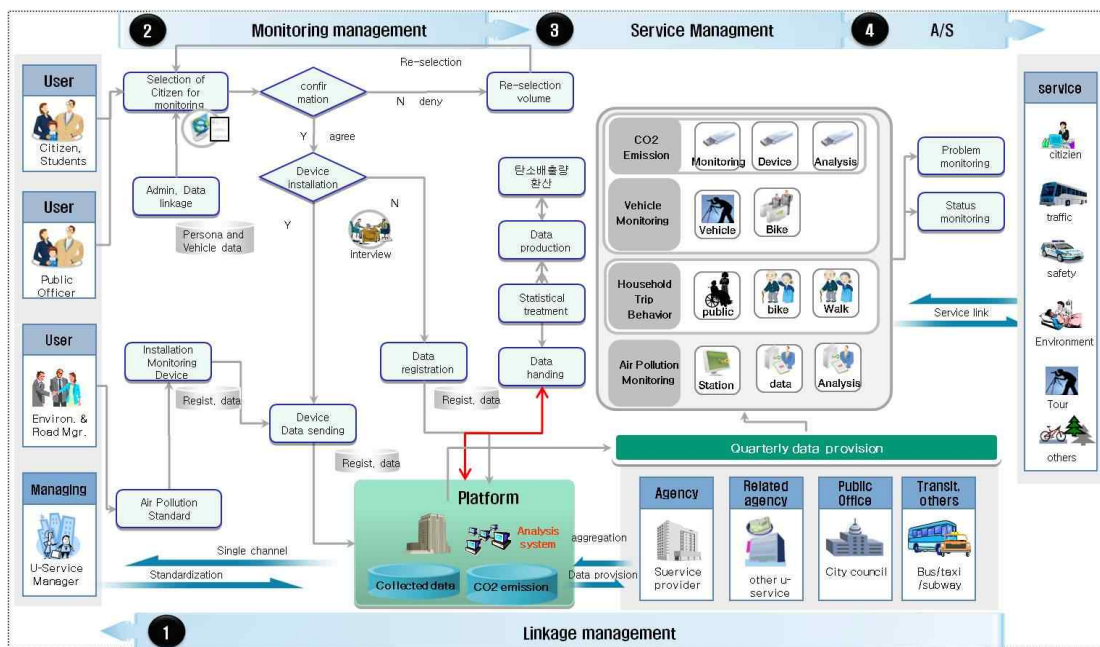 2
Monitoring management
3
Service Managment
4
A/S
User
Citizen,
Students
User
Public
Officer
User
Environ. &
Road Mgr.
Managing
U-Service
Manager
Selection of
Citizen for
monitoring
confir
mation
Re-selection
N deny
Re-selection
volume
Y agree
Device
installation
Admin, Data
linkage
Persona and
Vehicle data
Y
N
Interview
탄소배출량
환산
Data
production
Statistical
treatment
Data
handing
Installation
Monitoring
Device
Regist, data
Data
registration
Regist, data
Device
Data sending
Regist, data
Air Pollution
Standard
CO2
Emission
Monitoring
Device
Analysis
Vehicle
Monitoring
Vehicle
Bike
Household
Trip
Behavior
public
bike
Walk
Air Pollution
Monitoring
Station
data
Analysis
Problem
monitoring
Status
monitoring
Service link
service
citizien
traffic
safety
Environment
Tour
others
Quarterly data provision
Platform
Analysis
system
Collected data
CO2 emission
Single channel
Standardization
aggregation
Data provision
Agency
Suervice
provider
Related
agency
other u-
service
Public
Office
City council
Transit,
others
Bus/taxi
/subway
1
Linkage management